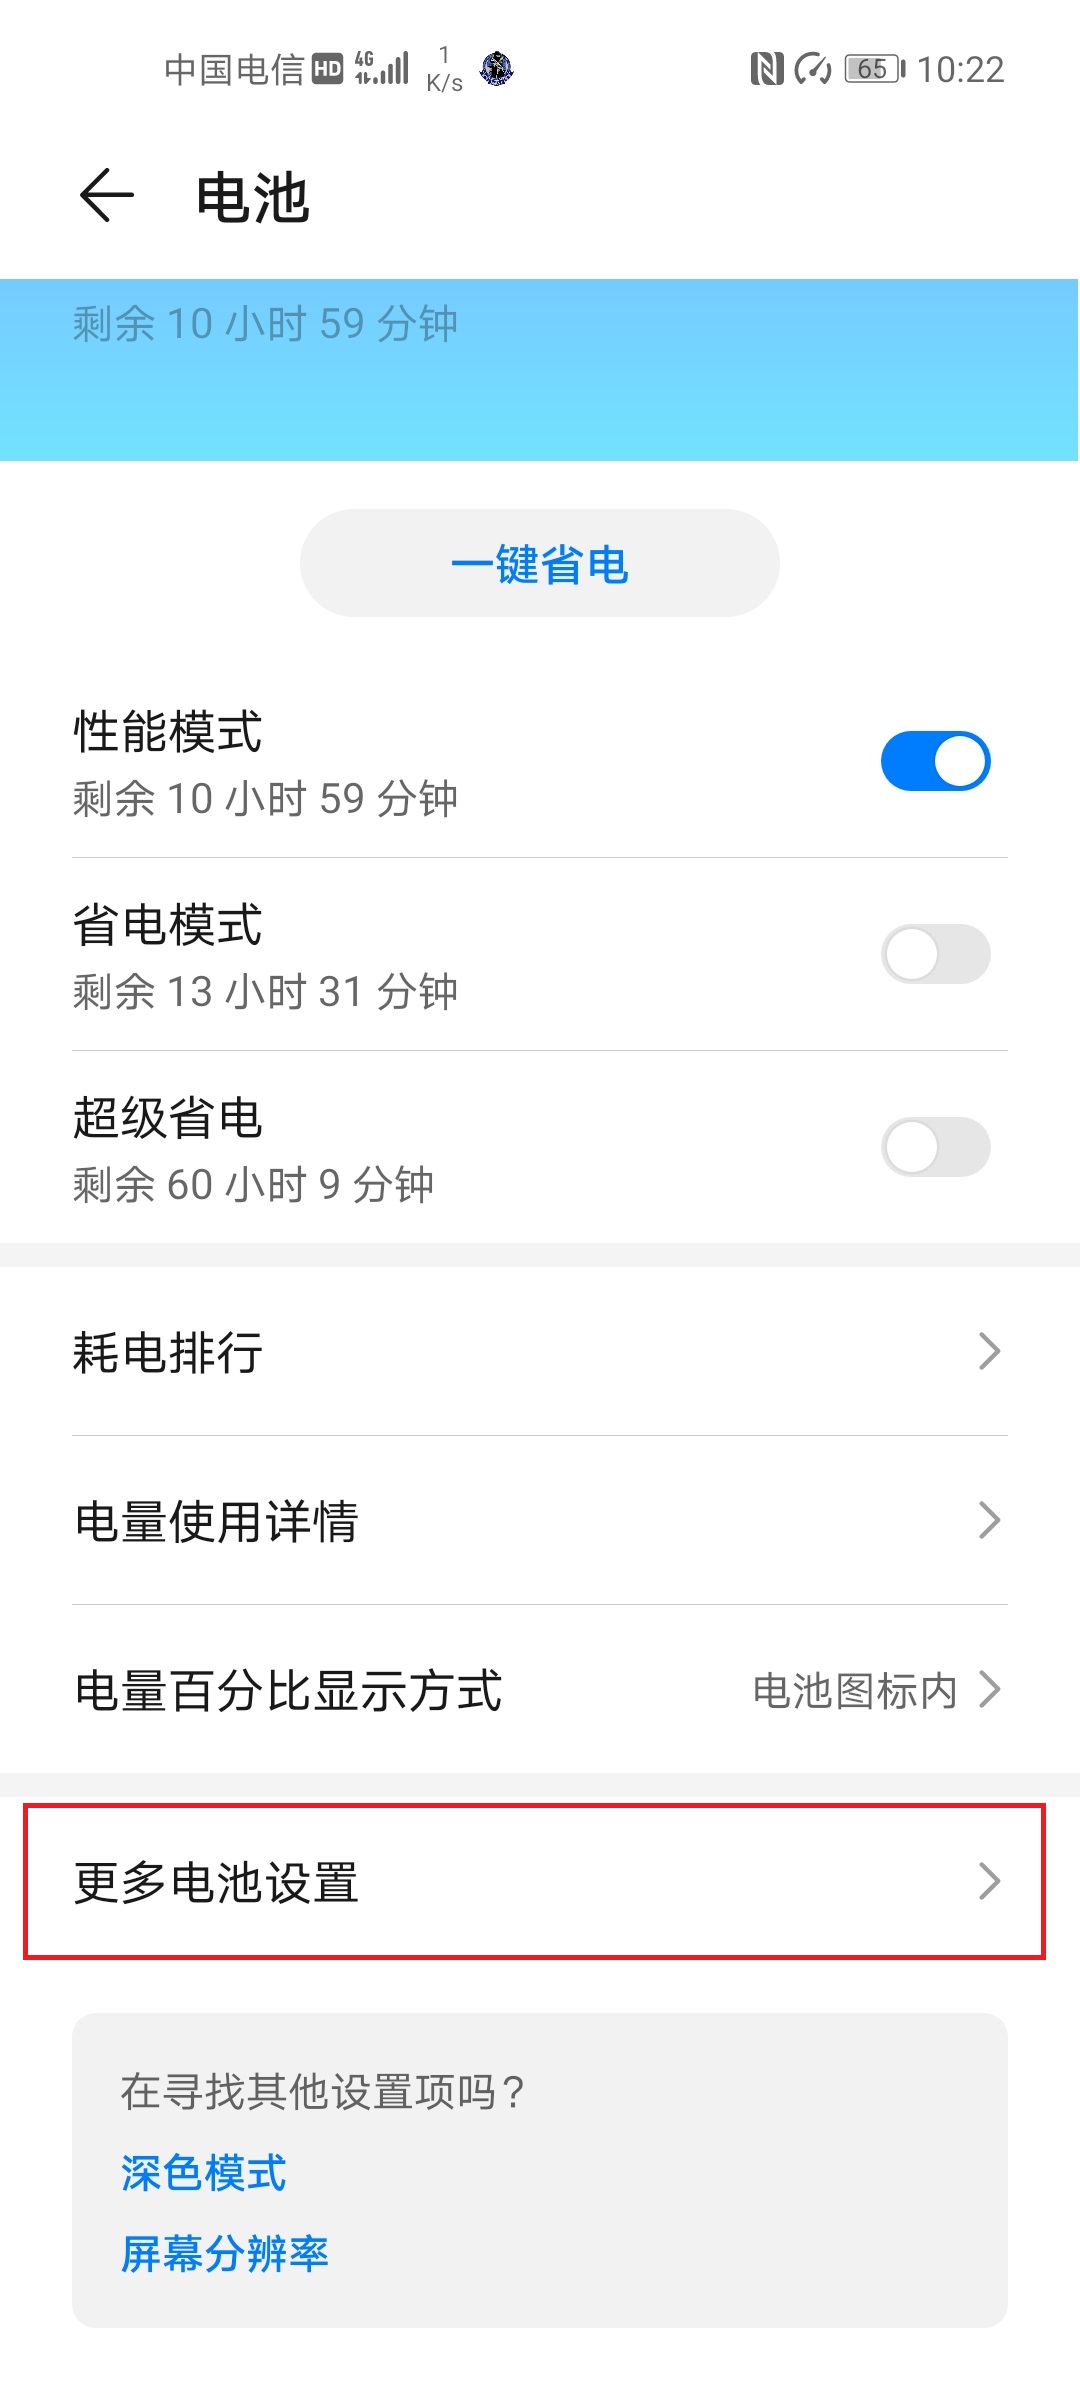 中国电信 HD 4G 1 K/s 65 10:22
电池
剩余 10 小时 59 分钟
一键省电
性能模式
剩余 10 小时 59 分钟
省电模式
剩余 13 小时 31 分钟
超级省电
剩余 60 小时 9 分钟
耗电排行
电量使用详情
电量百分比显示方式 电池图标内
更多电池设置
在寻找其他设置项吗？
深色模式
屏幕分辨率